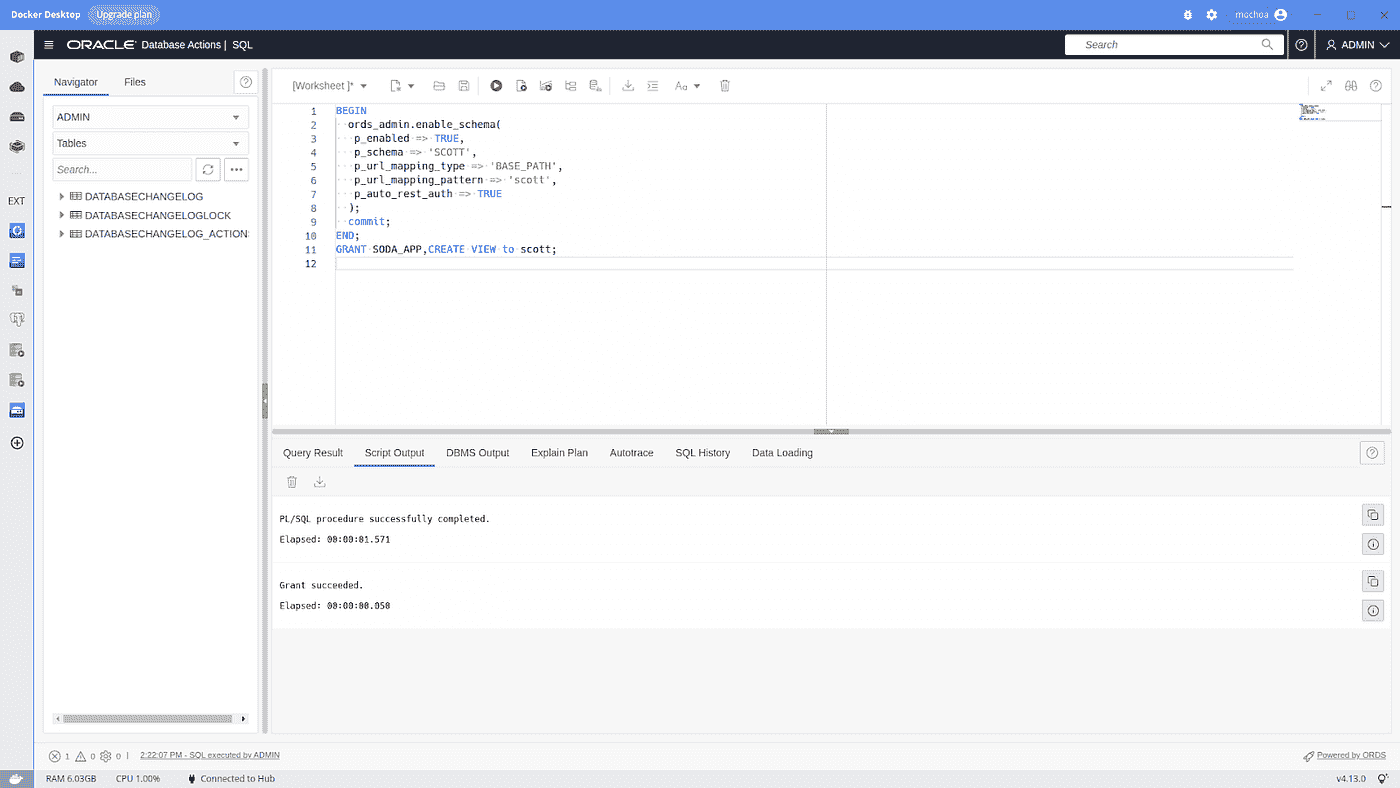 Docker Desktop Upgrade plan mochoa
ORACLE Database Actions | SQL Search ADMIN
Navigator Files
[Worksheet ]* Aa
ADMIN
Tables
Search...
DATABASECHANGELOG
DATABASECHANGELOGLOCK
DATABASECHANGELOG_ACTION
EXT
1 BEGIN
2 ords_admin.enable_schema(
3 p_enabled => TRUE,
4 p_schema => 'SCOTT',
5 p_url_mapping_type => 'BASE_PATH',
6 p_url_mapping_pattern => 'scott',
7 p_auto_rest_auth => TRUE
8 );
9 commit;
10 END;
11 GRANT SODA_APP,CREATE VIEW to scott;
12
Query Result Script Output DBMS Output Explain Plan Autotrace SQL History Data Loading
PL/SQL procedure successfully completed.
Elapsed: 00:00:01.571
Grant succeeded.
Elapsed: 00:00:00.050
1 0 0 | 2:22:07 PM - SQL executed by ADMIN Powered by ORDS
RAM 6.03GB CPU 1.00% Connected to Hub v4.13.0